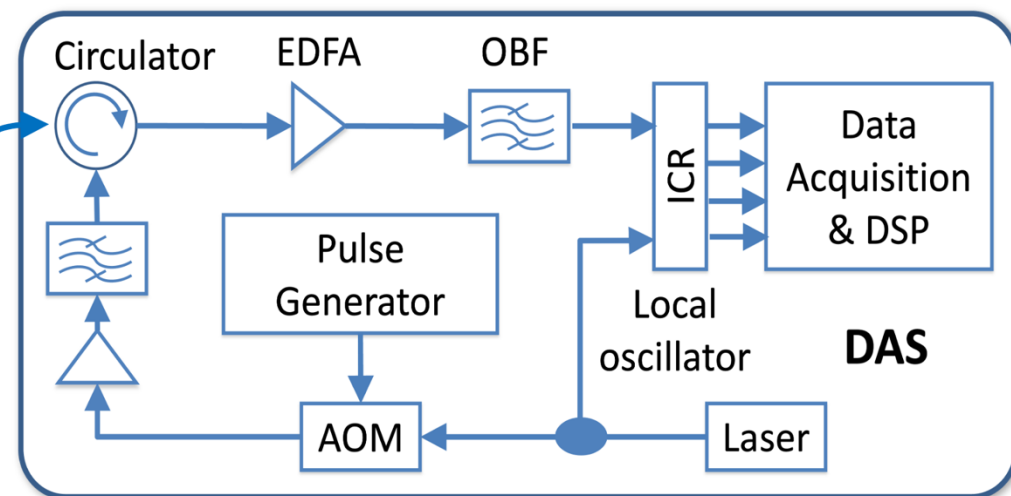 Circulator
EDFA
OBF
ICR
Data
Acquisition
& DSP
Pulse
Generator
Local
oscillator
DAS
AOM
Laser